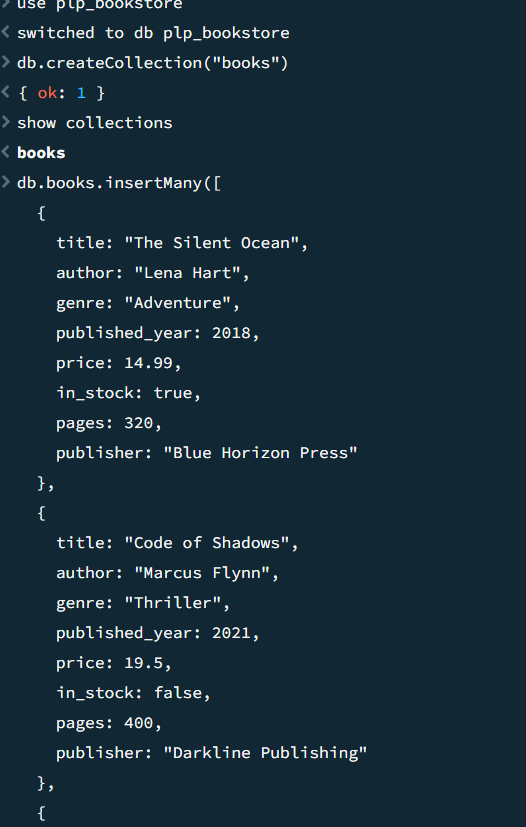 use plp_bookstore
switched to db plp_bookstore
db.createCollection("books")
{ ok: 1 }
show collections
books
db.books.insertMany([
  {
    title: "The Silent Ocean",
    author: "Lena Hart",
    genre: "Adventure",
    published_year: 2018,
    price: 14.99,
    in_stock: true,
    pages: 320,
    publisher: "Blue Horizon Press"
  },
  {
    title: "Code of Shadows",
    author: "Marcus Flynn",
    genre: "Thriller",
    published_year: 2021,
    price: 19.5,
    in_stock: false,
    pages: 400,
    publisher: "Darkline Publishing"
  },
  {